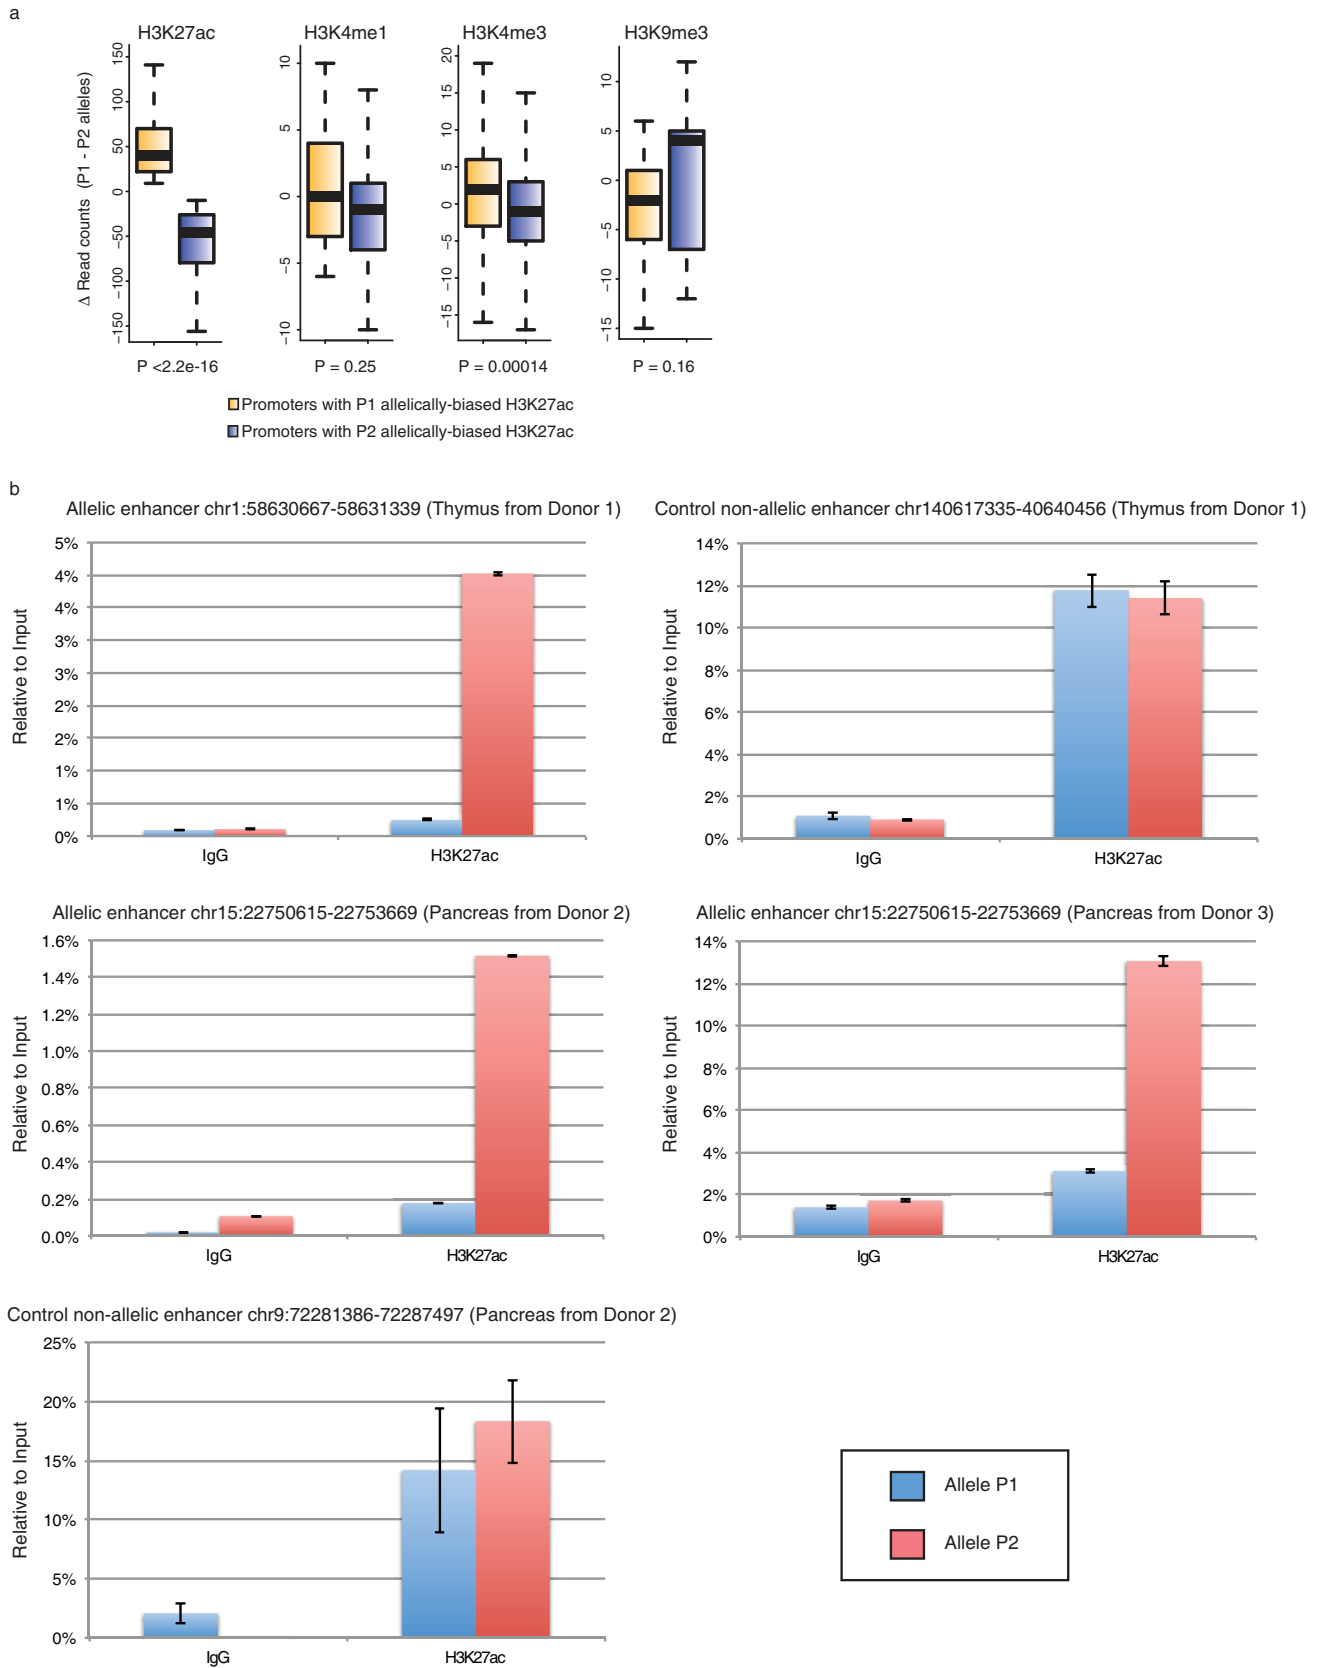 a
H3K27ac
H3K4me1
H3K4me3
H3K9me3
Δ Read counts (P1 - P2 alleles)
150
100
50
0
−50
−100
−150
10
5
0
−5
−10
20
15
10
5
0
−5
−10
−15
10
5
0
−5
−10
−15
P <2.2e-16
P = 0.25
P = 0.00014
P = 0.16
Promoters with P1 allelically-biased H3K27ac
Promoters with P2 allelically-biased H3K27ac
b
Allelic enhancer chr1:58630667-58631339 (Thymus from Donor 1)
Relative to Input
5%
4%
4%
3%
3%
2%
2%
1%
1%
0%
IgG
H3K27ac
Control non-allelic enhancer chr140617335-40640456 (Thymus from Donor 1)
Relative to Input
14%
12%
10%
8%
6%
4%
2%
0%
IgG
H3K27ac
Allelic enhancer chr15:22750615-22753669 (Pancreas from Donor 2)
Relative to Input
1.6%
1.4%
1.2%
1.0%
0.8%
0.6%
0.4%
0.2%
0.0%
IgG
H3K27ac
Allelic enhancer chr15:22750615-22753669 (Pancreas from Donor 3)
Relative to Input
14%
12%
10%
8%
6%
4%
2%
0%
IgG
H3K27ac
Control non-allelic enhancer chr9:72281386-72287497 (Pancreas from Donor 2)
Relative to Input
25%
20%
15%
10%
5%
0%
IgG
H3K27ac
Allele P1
Allele P2